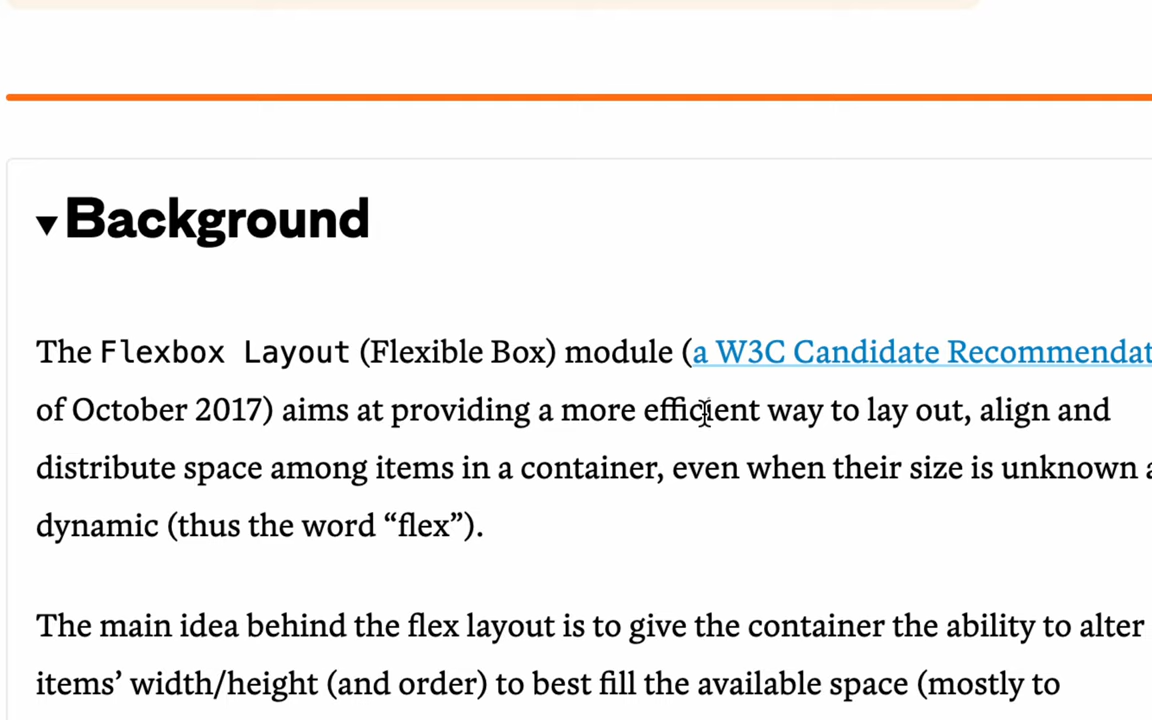 Background
The Flexbox Layout (Flexible Box) module (a W3C Candidate Recommendat
of October 2017) aims at providing a more efficient way to lay out, align and
distribute space among items in a container, even when their size is unknown a
dynamic (thus the word “flex”).
The main idea behind the flex layout is to give the container the ability to alter
items’ width/height (and order) to best fill the available space (mostly to